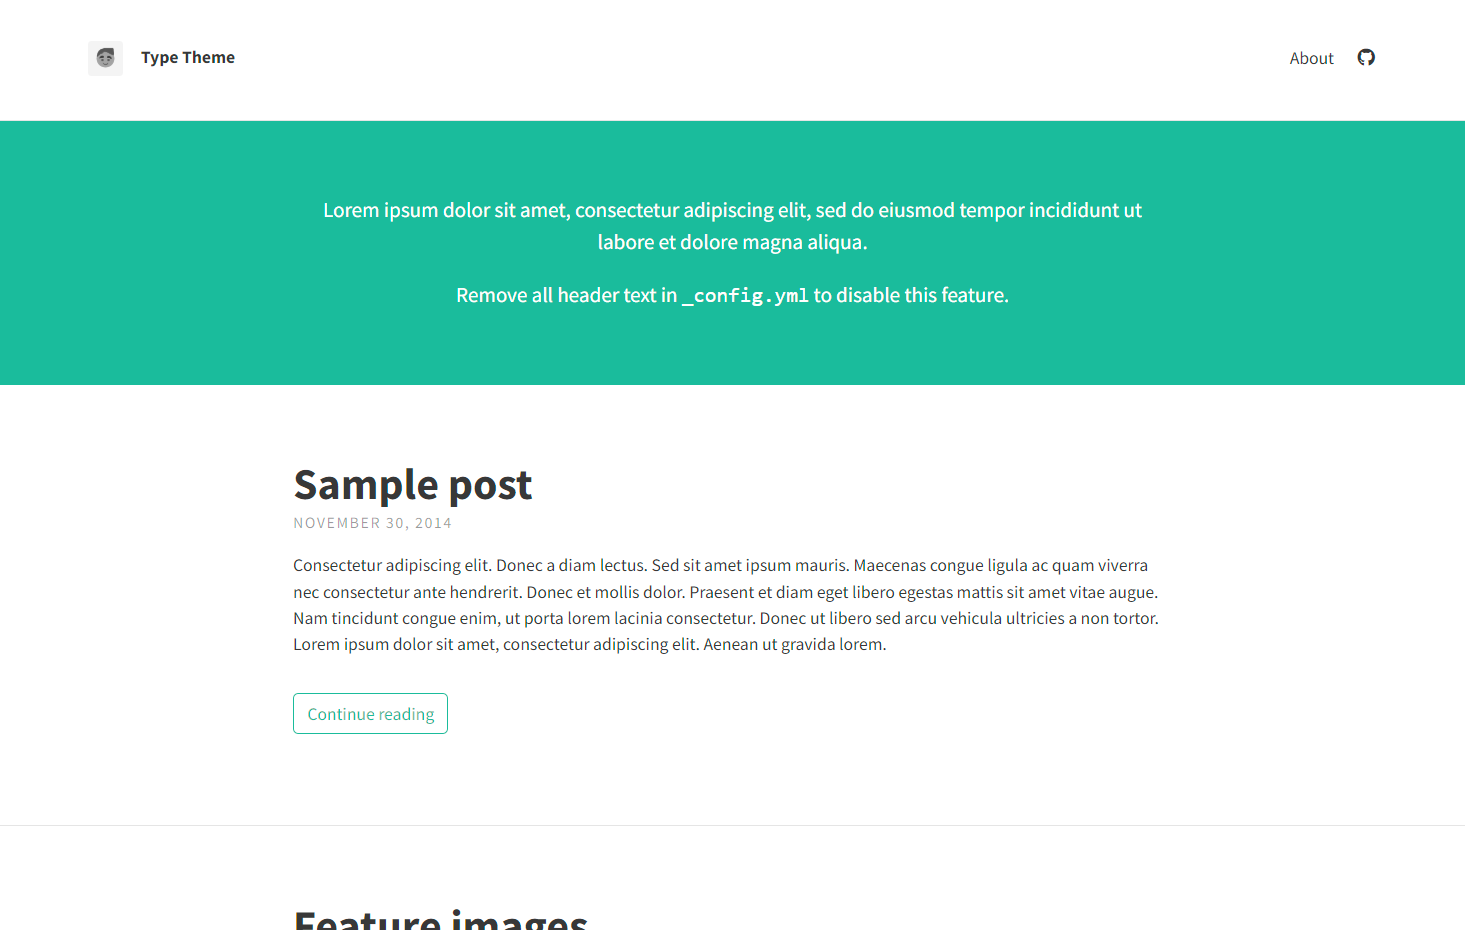 Type Theme
About
Lorem ipsum dolor sit amet, consectetur adipiscing elit, sed do eiusmod tempor incididunt ut
labore et dolore magna aliqua.
Remove all header text in _config.yml to disable this feature.
Sample post
NOVEMBER 30, 2014
Consectetur adipiscing elit. Donec a diam lectus. Sed sit amet ipsum mauris. Maecenas congue ligula ac quam viverra
nec consectetur ante hendrerit. Donec et mollis dolor. Praesent et diam eget libero egestas mattis sit amet vitae augue.
Nam tincidunt congue enim, ut porta lorem lacinia consectetur. Donec ut libero sed arcu vehicula ultricies a non tortor.
Lorem ipsum dolor sit amet, consectetur adipiscing elit. Aenean ut gravida lorem.
Continue reading
Feature images